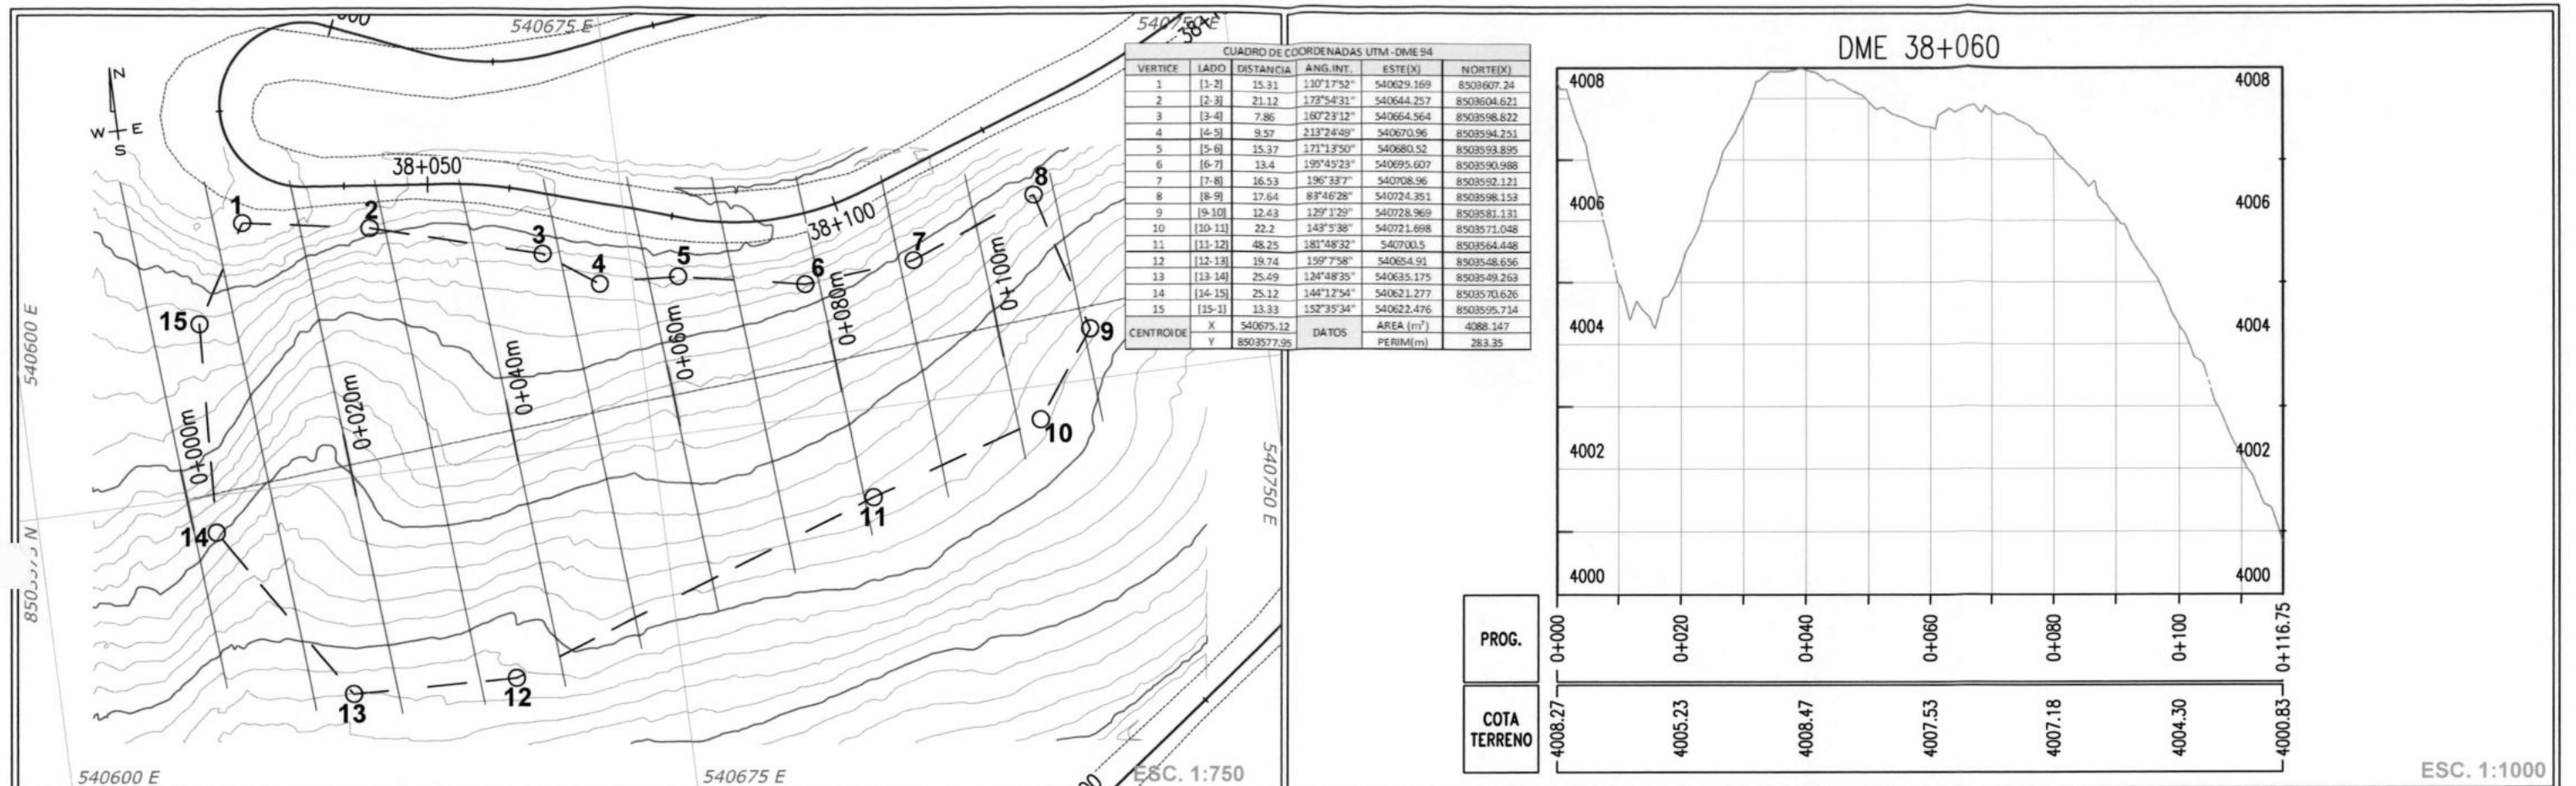 540675 E
38+050
38+100
N
W E
S
1
2
3
4
5
6
7
8
9
10
11
12
13
14
15
0+000m
0+020m
0+040m
0+060m
0+080m
0+100m
540600 E
540750 E
540600 E
540675 E
ESC. 1:750
CUADRO DE COORDENADAS UTM -DME 94
VERTICE LADO DISTANCIA ANG.INT. ESTE(X) NORTE(X)
1 [1-2] 15.31 110°17'52" 540629.169 8503607.24
2 [2-3] 21.12 173°54'31" 540644.257 8503604.621
3 [3-4] 7.86 160°23'12" 540664.564 8503598.822
4 [4-5] 9.57 213°24'49" 540670.96 8503594.251
5 [5-6] 15.37 171°13'50" 540680.52 8503593.895
6 [6-7] 13.4 195°45'23" 540695.607 8503590.988
7 [7-8] 16.53 196°33'7" 540708.96 8503592.121
8 [8-9] 17.64 83°46'28" 540724.351 8503598.153
9 [9-10] 12.43 129°1'29" 540728.969 8503581.131
10 [10-11] 22.2 143°5'38" 540721.698 8503571.048
11 [11-12] 48.25 181°48'32" 540700.5 8503564.448
12 [12-13] 19.74 159°7'58" 540654.91 8503548.656
13 [13-14] 25.49 124°48'35" 540635.175 8503549.263
14 [14-15] 25.12 144°12'54" 540621.277 8503570.626
15 [15-1] 13.33 152°35'34" 540622.476 8503595.714
CENTROIDE X 540675.12 DATOS AREA (m²) 4088.147
Y 8503577.95 PERIM(m) 283.35
DME 38+060
4008 4008
4006 4006
4004 4004
4002 4002
4000 4000
PROG. 0+000 0+020 0+040 0+060 0+080 0+100 0+116.75
COTA TERRENO 4008.27 4005.23 4008.47 4007.53 4007.18 4004.30 4000.83
ESC. 1:1000